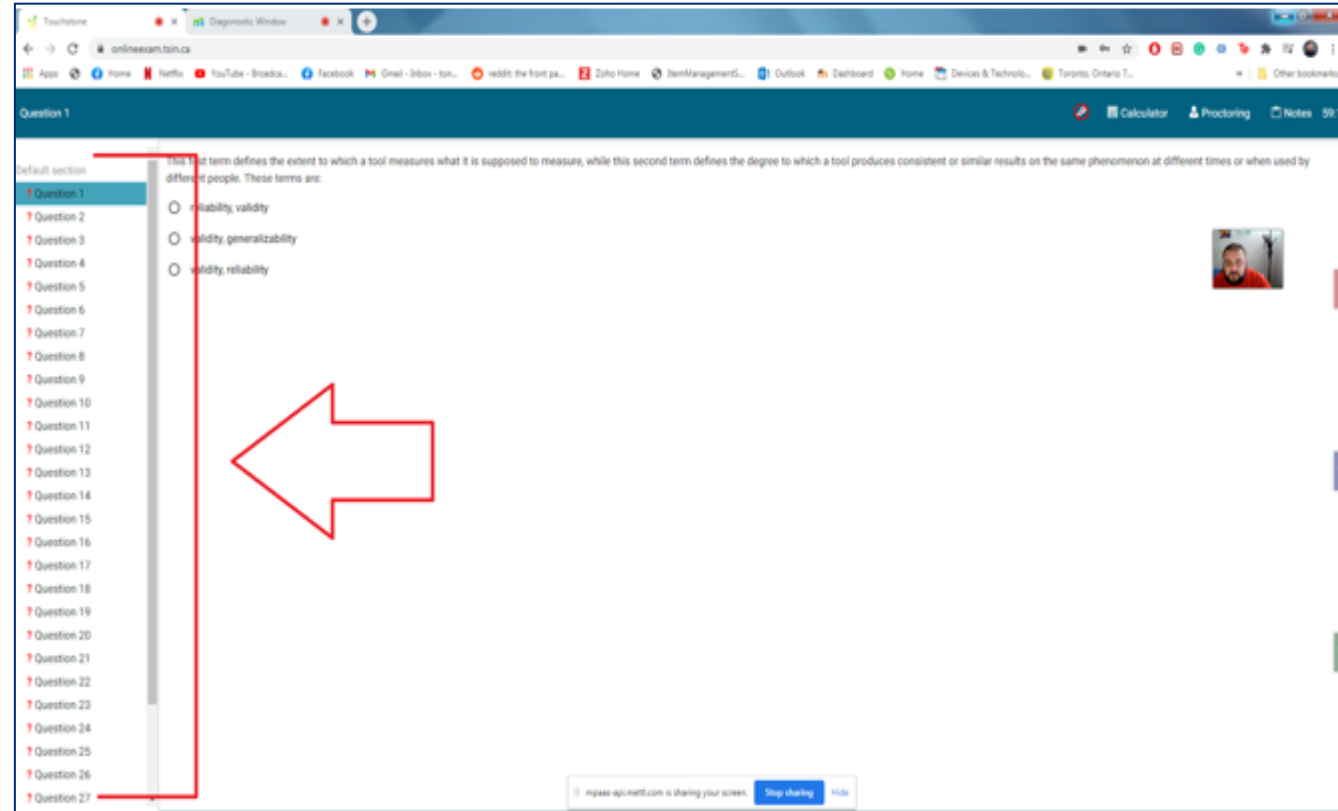 Touchstone
Diagnostic Window
onlineexam.tsin.ca
Apps
Home
Netflix
YouTube - Broadca...
Facebook
Gmail - Inbox - ton...
reddit: the front pa...
Zoho Home
ItemManagementS...
Outlook
Dashboard
Home
Devices & Technolo...
Toronto, Ontario 7...
Other bookmarks
Question 1
Calculator
Proctoring
Notes
Default section
? Question 1
? Question 2
? Question 3
? Question 4
? Question 5
? Question 6
? Question 7
? Question 8
? Question 9
? Question 10
? Question 11
? Question 12
? Question 13
? Question 14
? Question 15
? Question 16
? Question 17
? Question 18
? Question 19
? Question 20
? Question 21
? Question 22
? Question 23
? Question 24
? Question 25
? Question 26
? Question 27
This first term defines the extent to which a tool measures what it is supposed to measure, while this second term defines the degree to which a tool produces consistent or similar results on the same phenomenon at different times or when used by
different people. These terms are:
reliability, validity
validity, generalizability
validity, reliability
mpaas-api.mettl.com is sharing your screen.
Stop sharing
Hide